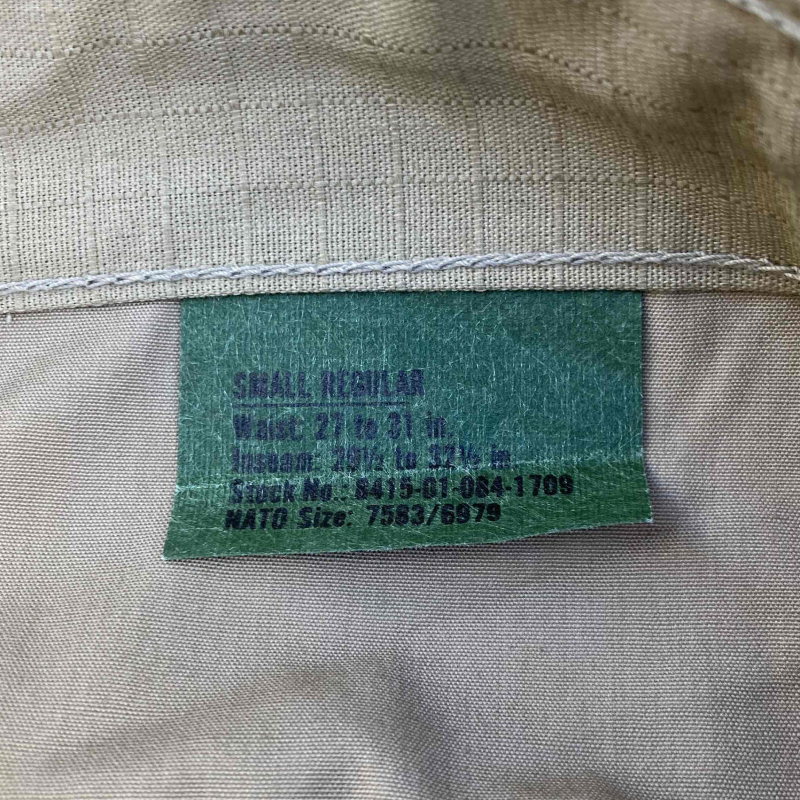 SMALL REGULAR
Waist: 27 to 31 in.
Inseam: 29½ to 32½ in.
Stock No.: 8415-01-084-1709
NATO Size: 7583/6979